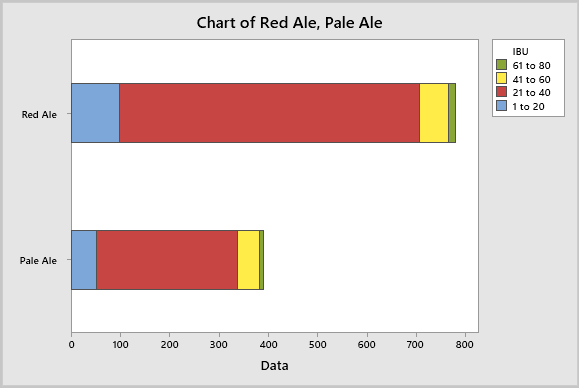 Chart of Red Ale, Pale Ale
IBU
61 to 80
41 to 60
21 to 40
1 to 20
Red Ale
Pale Ale
0 100 200 300 400 500 600 700 800
Data